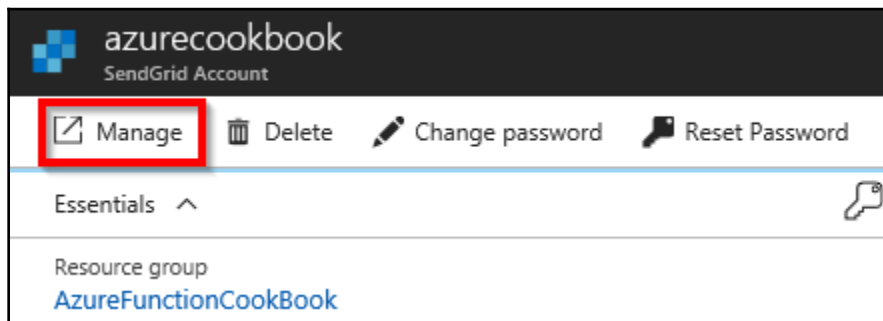 azurecookbook
SendGrid Account
Manage Delete Change password Reset Password
Essentials
Resource group
AzureFunctionCookBook